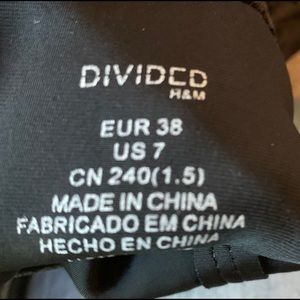 DIVIDED
H&M
EUR 38
US 7
CN 240(1.5)
MADE IN CHINA
FABRICADO EM CHINA
HECHO EN CHINA